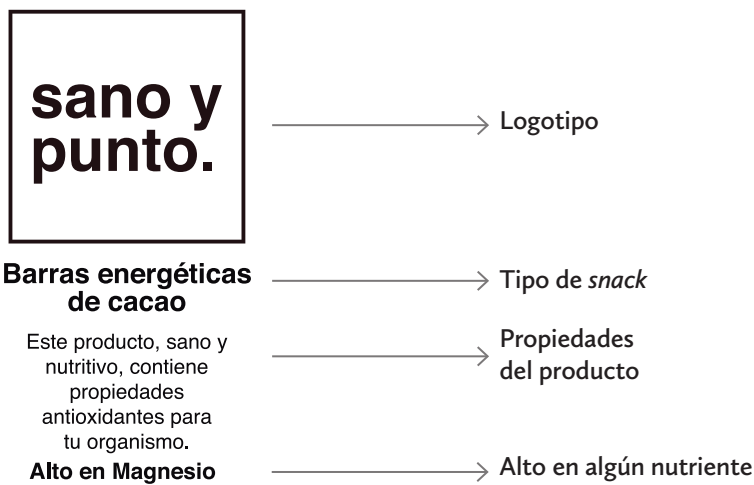 sano y
punto.
Logotipo
Barras energéticas
de cacao
Tipo de snack
Este producto, sano y
nutritivo, contiene
propiedades
antioxidantes para
tu organismo.
Propiedades
del producto
Alto en Magnesio
Alto en algún nutriente